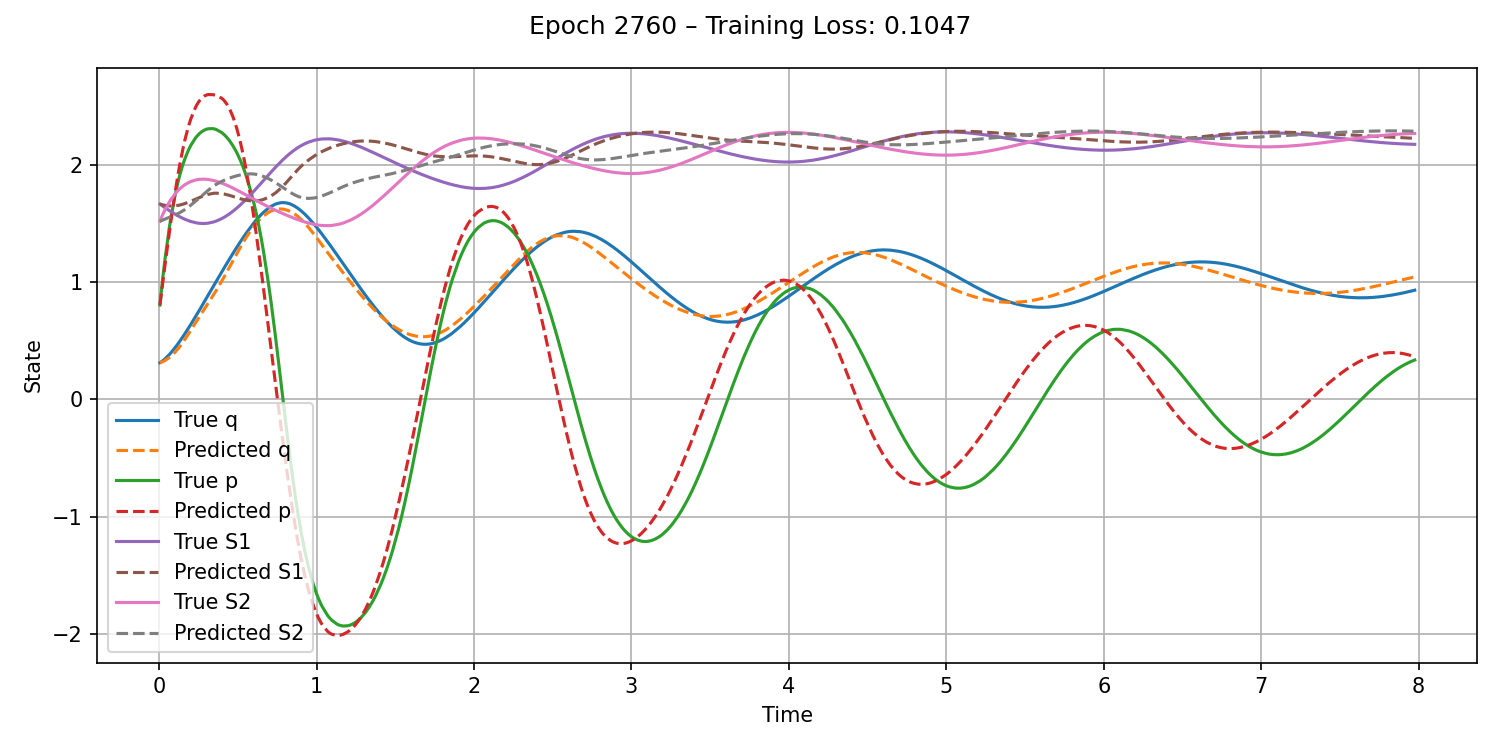 Epoch 2760 – Training Loss: 0.1047
State
2
1
0
−1
−2
True q
Predicted q
True p
Predicted p
True S1
Predicted S1
True S2
Predicted S2
0 1 2 3 4 5 6 7 8
Time